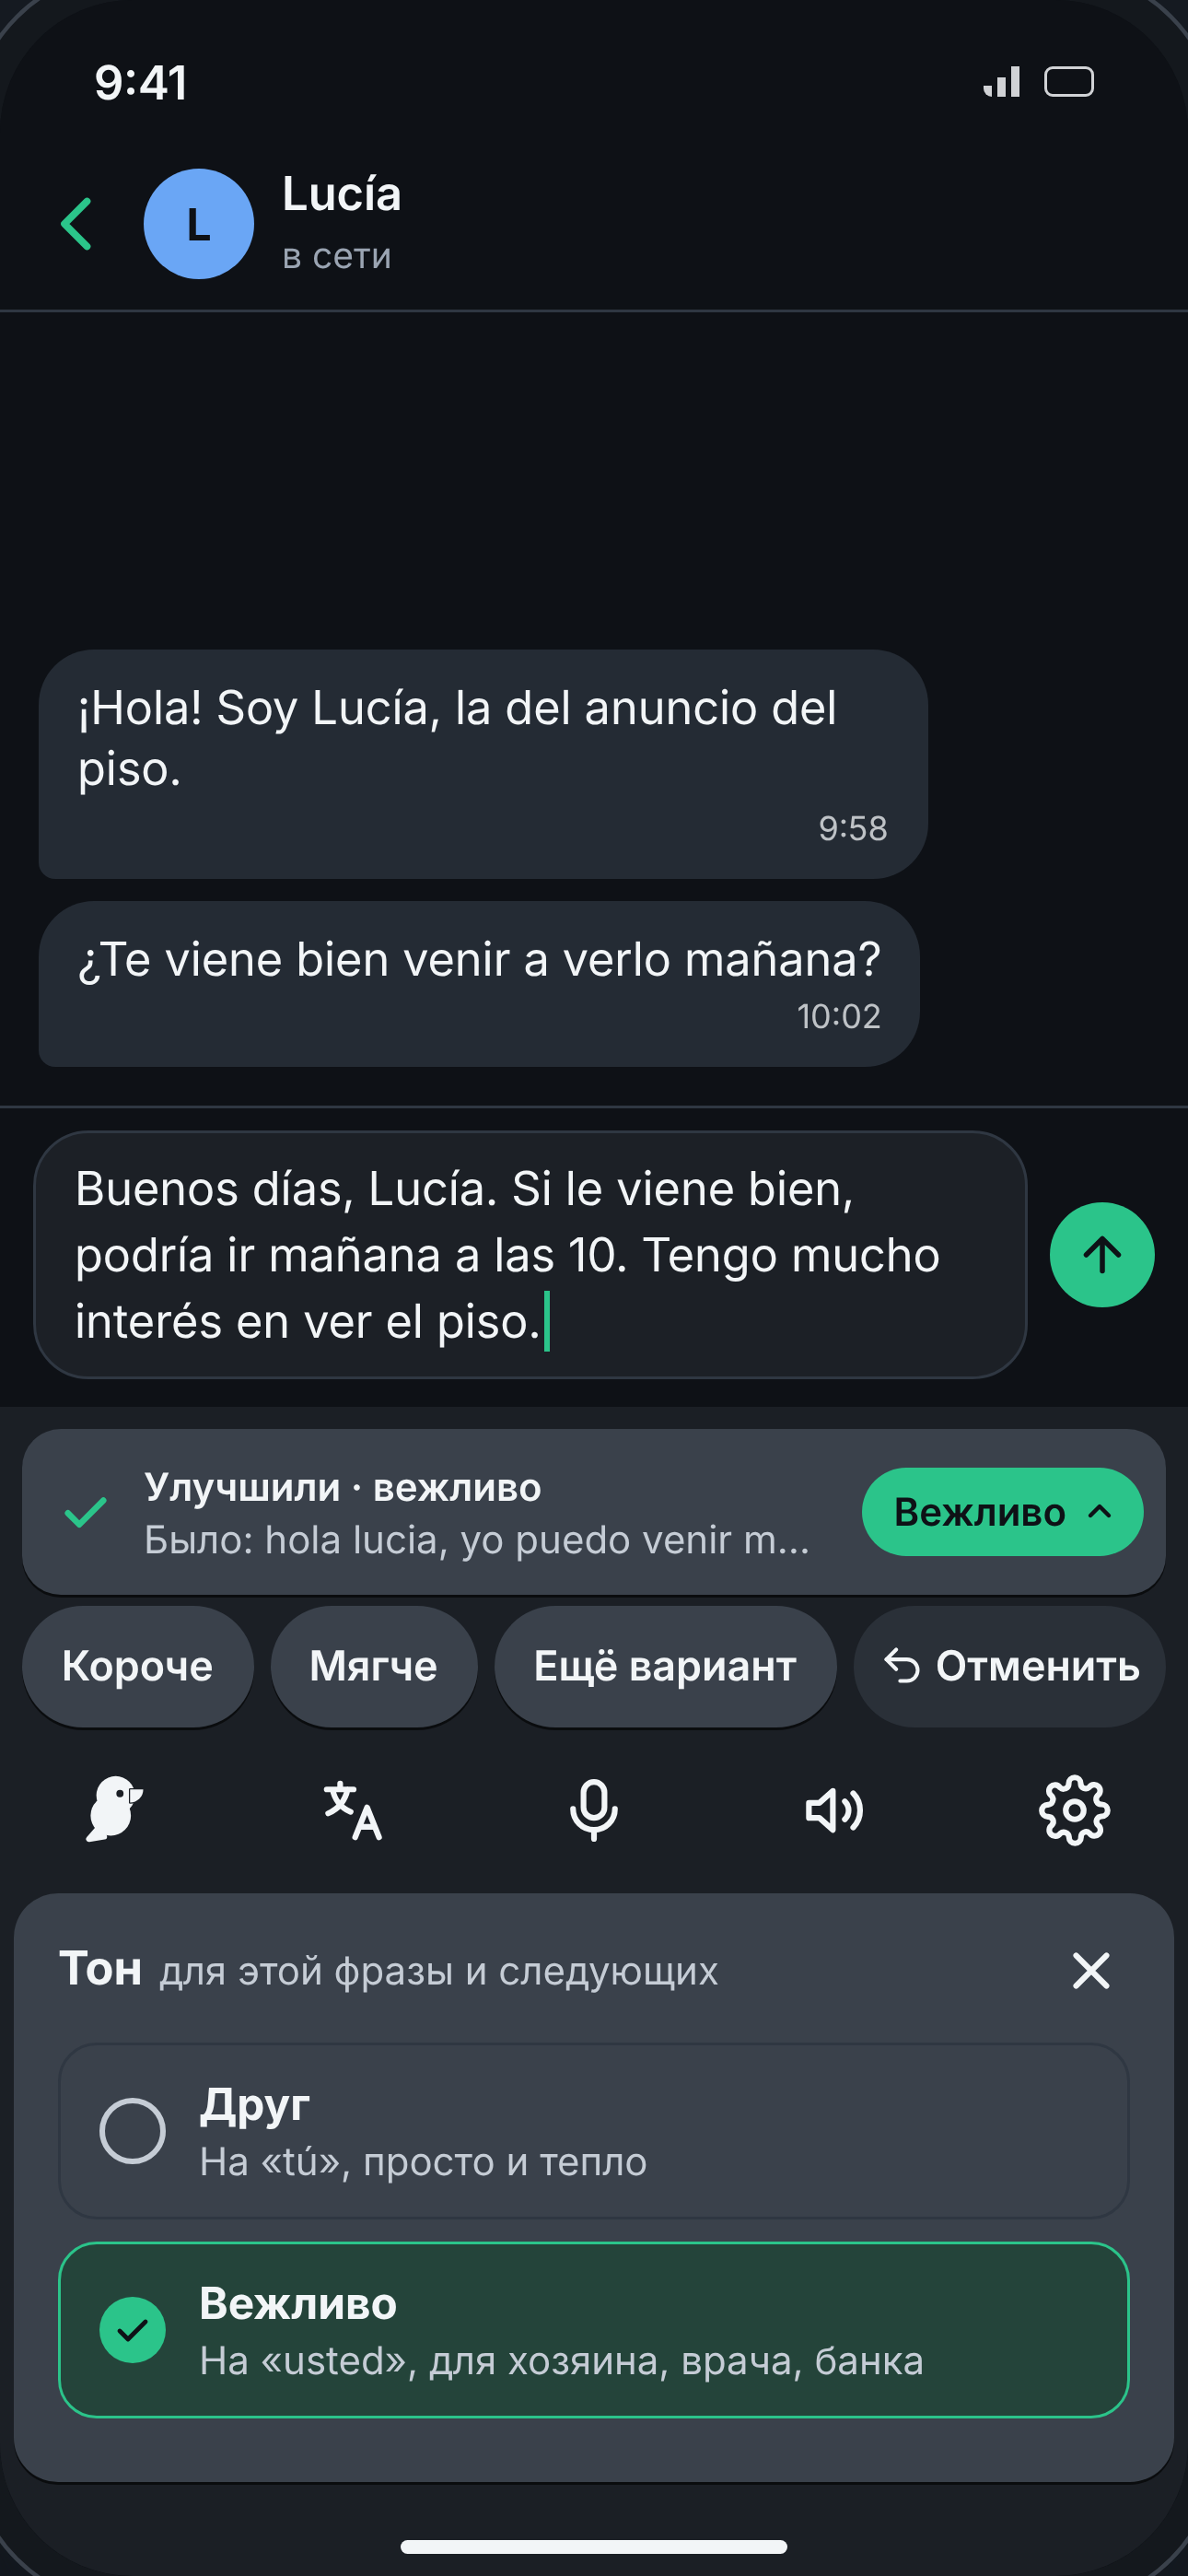 9:41
L
Lucía
в сети
¡Hola! Soy Lucía, la del anuncio del
piso.
9:58
¿Te viene bien venir a verlo mañana?
10:02
Buenos días, Lucía. Si le viene bien,
podría ir mañana a las 10. Tengo mucho
interés en ver el piso.
Улучшили · вежливо
Было: hola lucia, yo puedo venir m...
Вежливо
Короче
Мягче
Ещё вариант
Отменить
Тон для этой фразы и следующих
Друг
На «tú», просто и тепло
Вежливо
На «usted», для хозяина, врача, банка